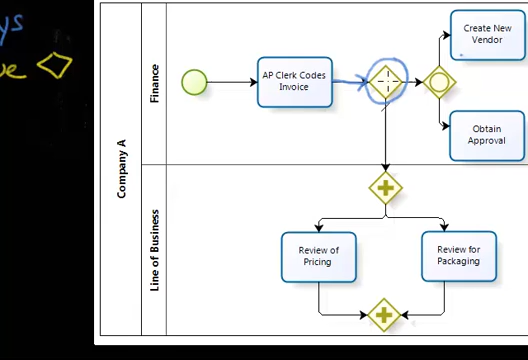 Company A
Finance
AP Clerk Codes
Invoice
Create New
Vendor
Obtain
Approval
Line of Business
Review of
Pricing
Review for
Packaging